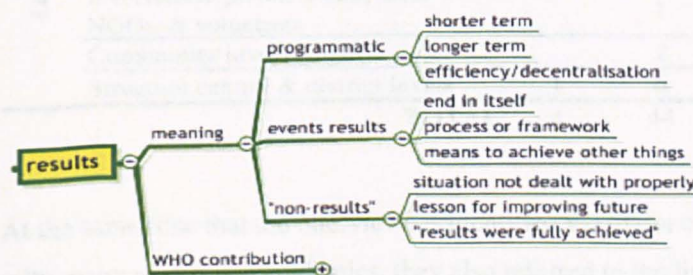 shorter term
programmatic
longer term
efficiency/decentralisation
end in itself
meaning
events results
process or framework
results
means to achieve other things
situation not dealt with properly
"non-results"
lesson for improving future
"results were fully achieved"
WHO contribution